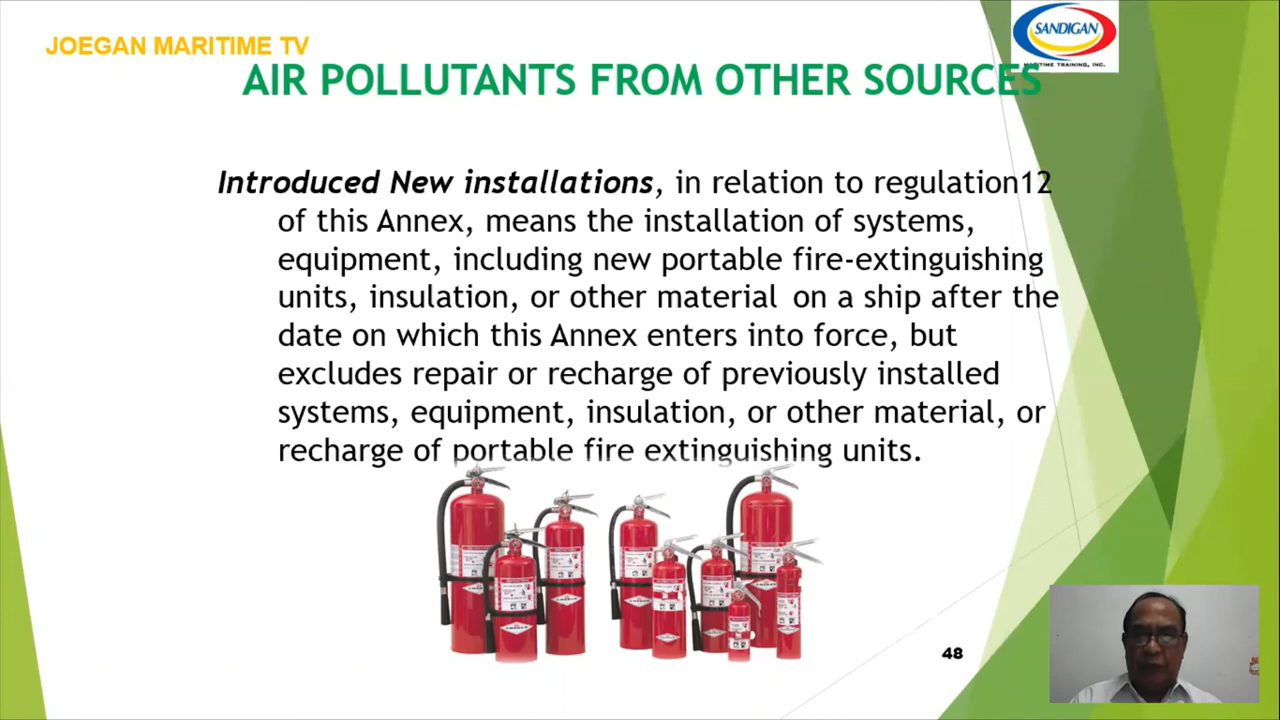 JOEGAN MARITIME TV
SANDIGAN
MARITIME TRAINING, INC.
AIR POLLUTANTS FROM OTHER SOURCES
Introduced New installations, in relation to regulation12
of this Annex, means the installation of systems,
equipment, including new portable fire-extinguishing
units, insulation, or other material on a ship after the
date on which this Annex enters into force, but
excludes repair or recharge of previously installed
systems, equipment, insulation, or other material, or
recharge of portable fire extinguishing units.
48